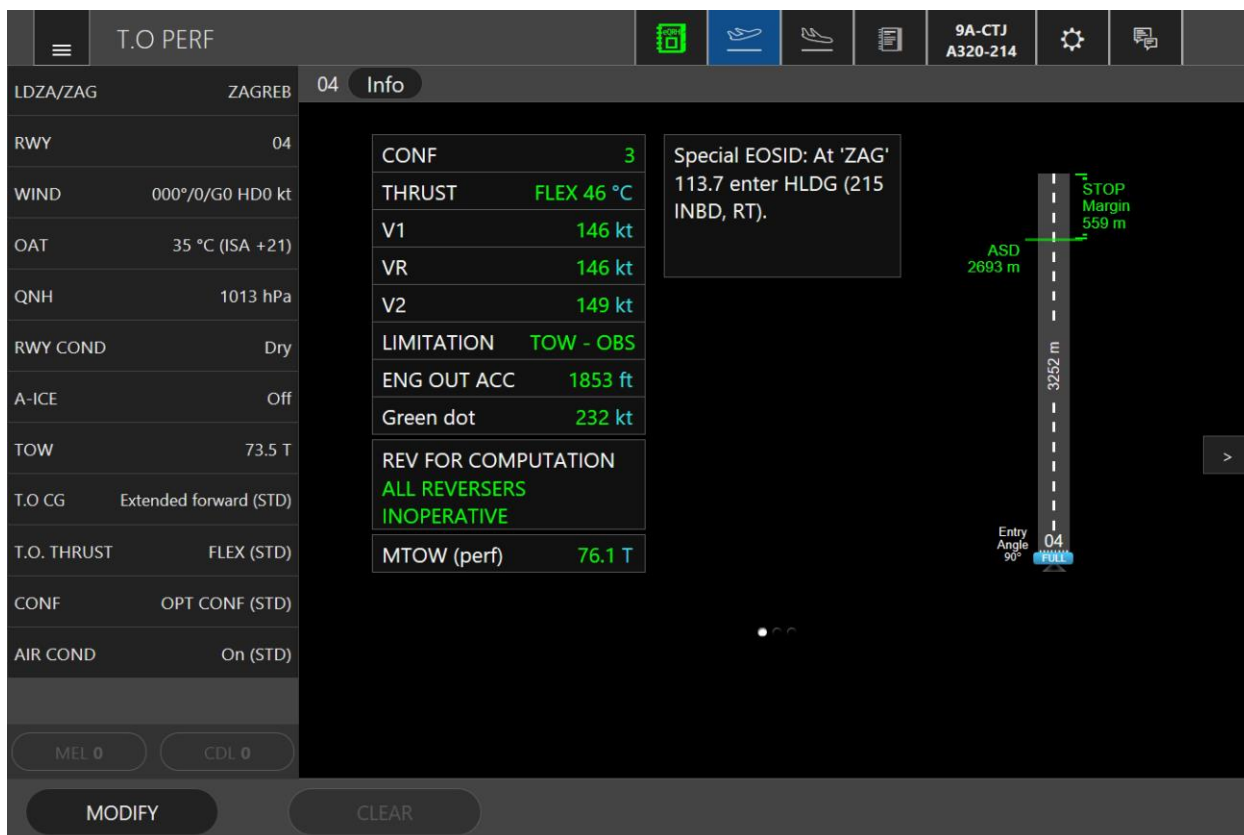 T.O PERF
eQRH
9A-CTJ
A320-214
LDZA/ZAG ZAGREB
RWY 04
WIND 000°/0/G0 HD0 kt
OAT 35 °C (ISA +21)
QNH 1013 hPa
RWY COND Dry
A-ICE Off
TOW 73.5 T
T.O CG Extended forward (STD)
T.O. THRUST FLEX (STD)
CONF OPT CONF (STD)
AIR COND On (STD)
MEL 0 CDL 0
MODIFY CLEAR
04 Info
CONF 3
THRUST FLEX 46 °C
V1 146 kt
VR 146 kt
V2 149 kt
LIMITATION TOW - OBS
ENG OUT ACC 1853 ft
Green dot 232 kt
REV FOR COMPUTATION
ALL REVERSERS
INOPERATIVE
MTOW (perf) 76.1 T
Special EOSID: At 'ZAG'
113.7 enter HLDG (215
INBD, RT).
STOP
Margin
559 m
ASD
2693 m
3252 m
Entry
Angle
90°
04
FULL
>